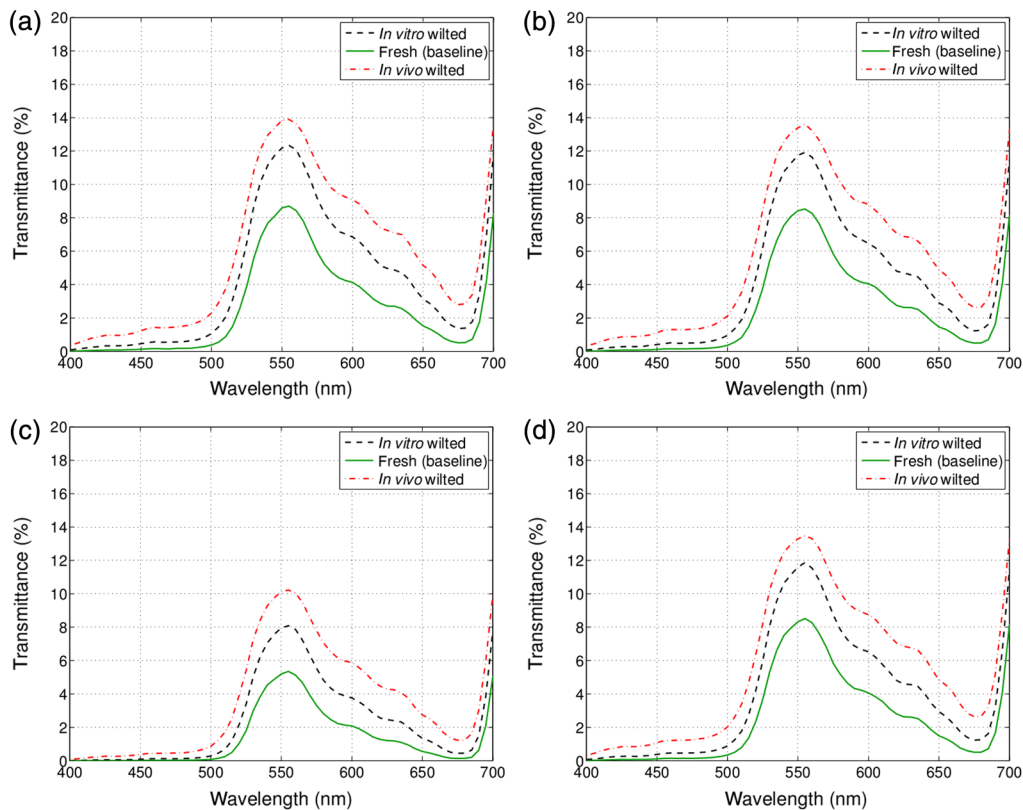 (a)
20
18
16
14
12
10
8
6
4
2
0
Transmittance (%)
In vitro wilted
Fresh (baseline)
In vivo wilted
400 450 500 550 600 650 700
Wavelength (nm)
(b)
20
18
16
14
12
10
8
6
4
2
0
Transmittance (%)
In vitro wilted
Fresh (baseline)
In vivo wilted
400 450 500 550 600 650 700
Wavelength (nm)
(c)
20
18
16
14
12
10
8
6
4
2
0
Transmittance (%)
In vitro wilted
Fresh (baseline)
In vivo wilted
400 450 500 550 600 650 700
Wavelength (nm)
(d)
20
18
16
14
12
10
8
6
4
2
0
Transmittance (%)
In vitro wilted
Fresh (baseline)
In vivo wilted
400 450 500 550 600 650 700
Wavelength (nm)